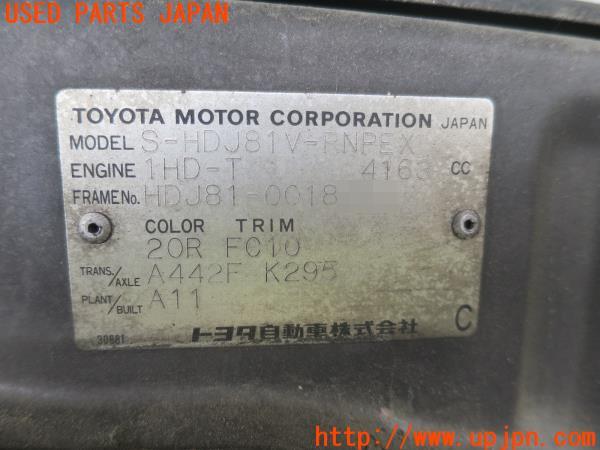 USED PARTS JAPAN
TOYOTA MOTOR CORPORATION JAPAN
MODEL S-HDJ81V-RNPEX
ENGINE 1HD-T 4163 CC
FRAME No. HDJ81-0018
COLOR TRIM
20R FC10
TRANS./AXLE A442F K295
PLANT/BUILT A11
30881 トヨタ自動車株式会社 C
Copyright(C)
www.upjpn.com